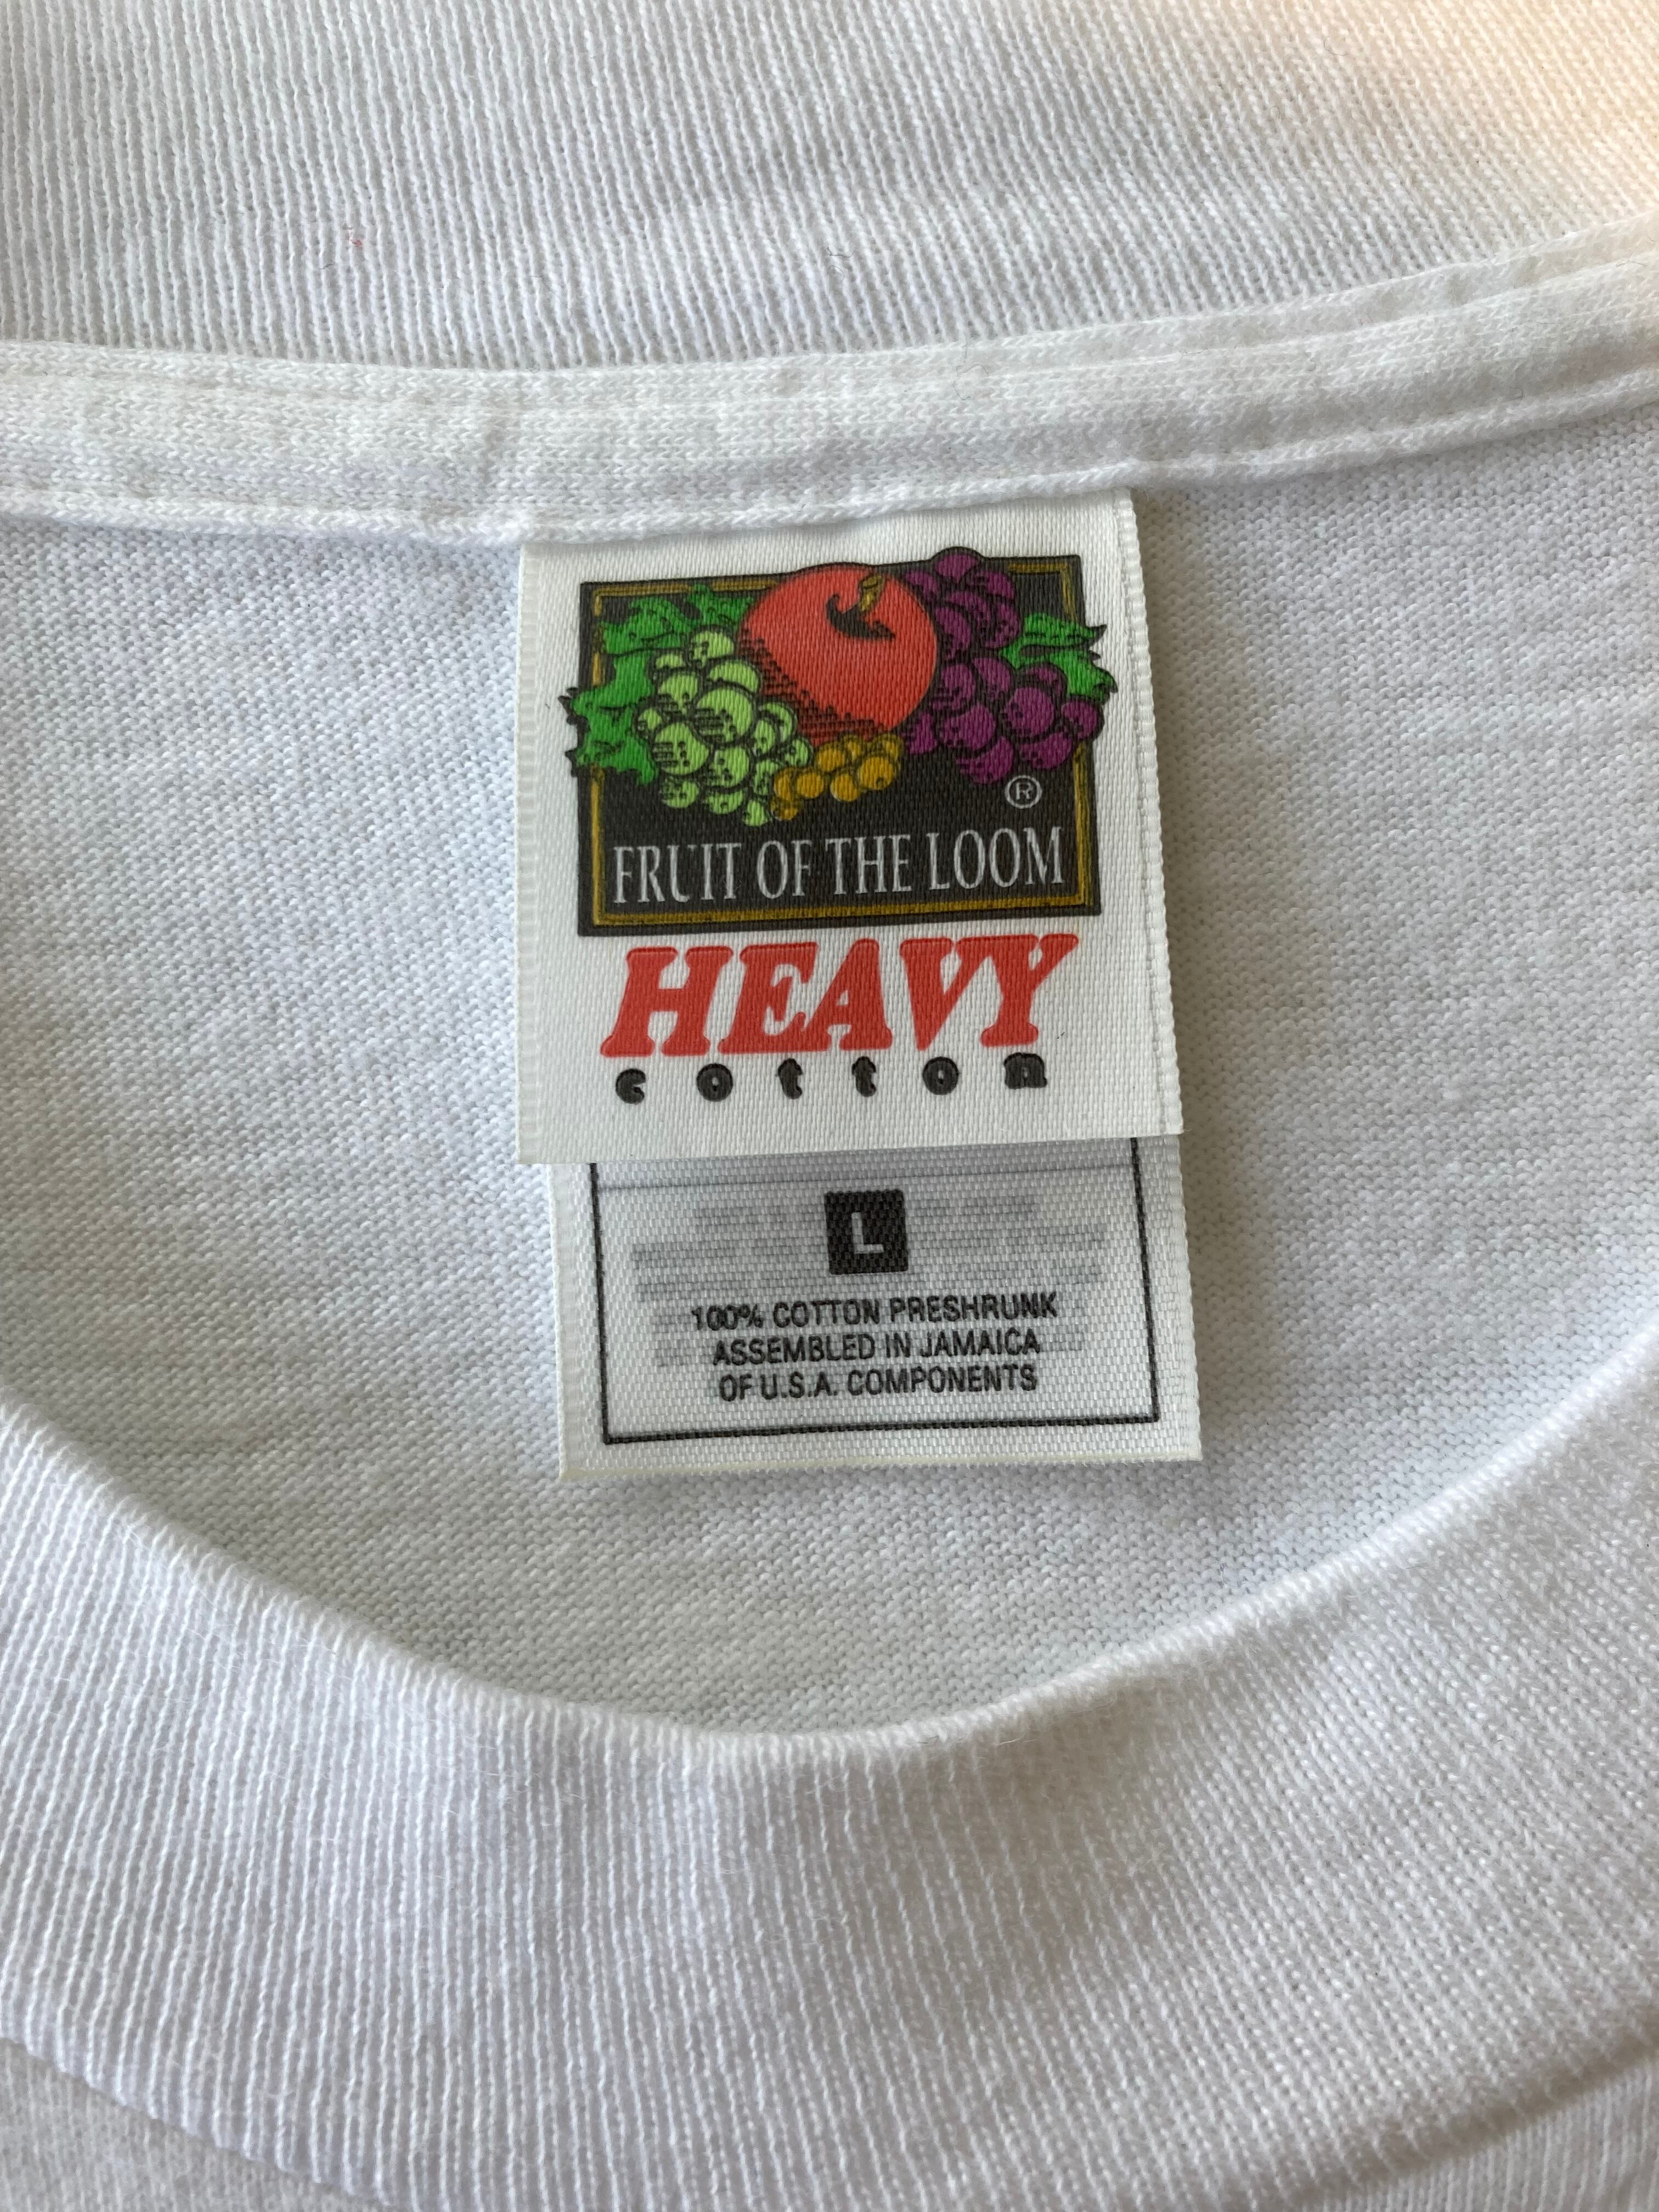 ®
FRUIT OF THE LOOM
HEAVY
cotton
L
100% COTTON PRESHRUNK
ASSEMBLED IN JAMAICA
OF U.S.A. COMPONENTS